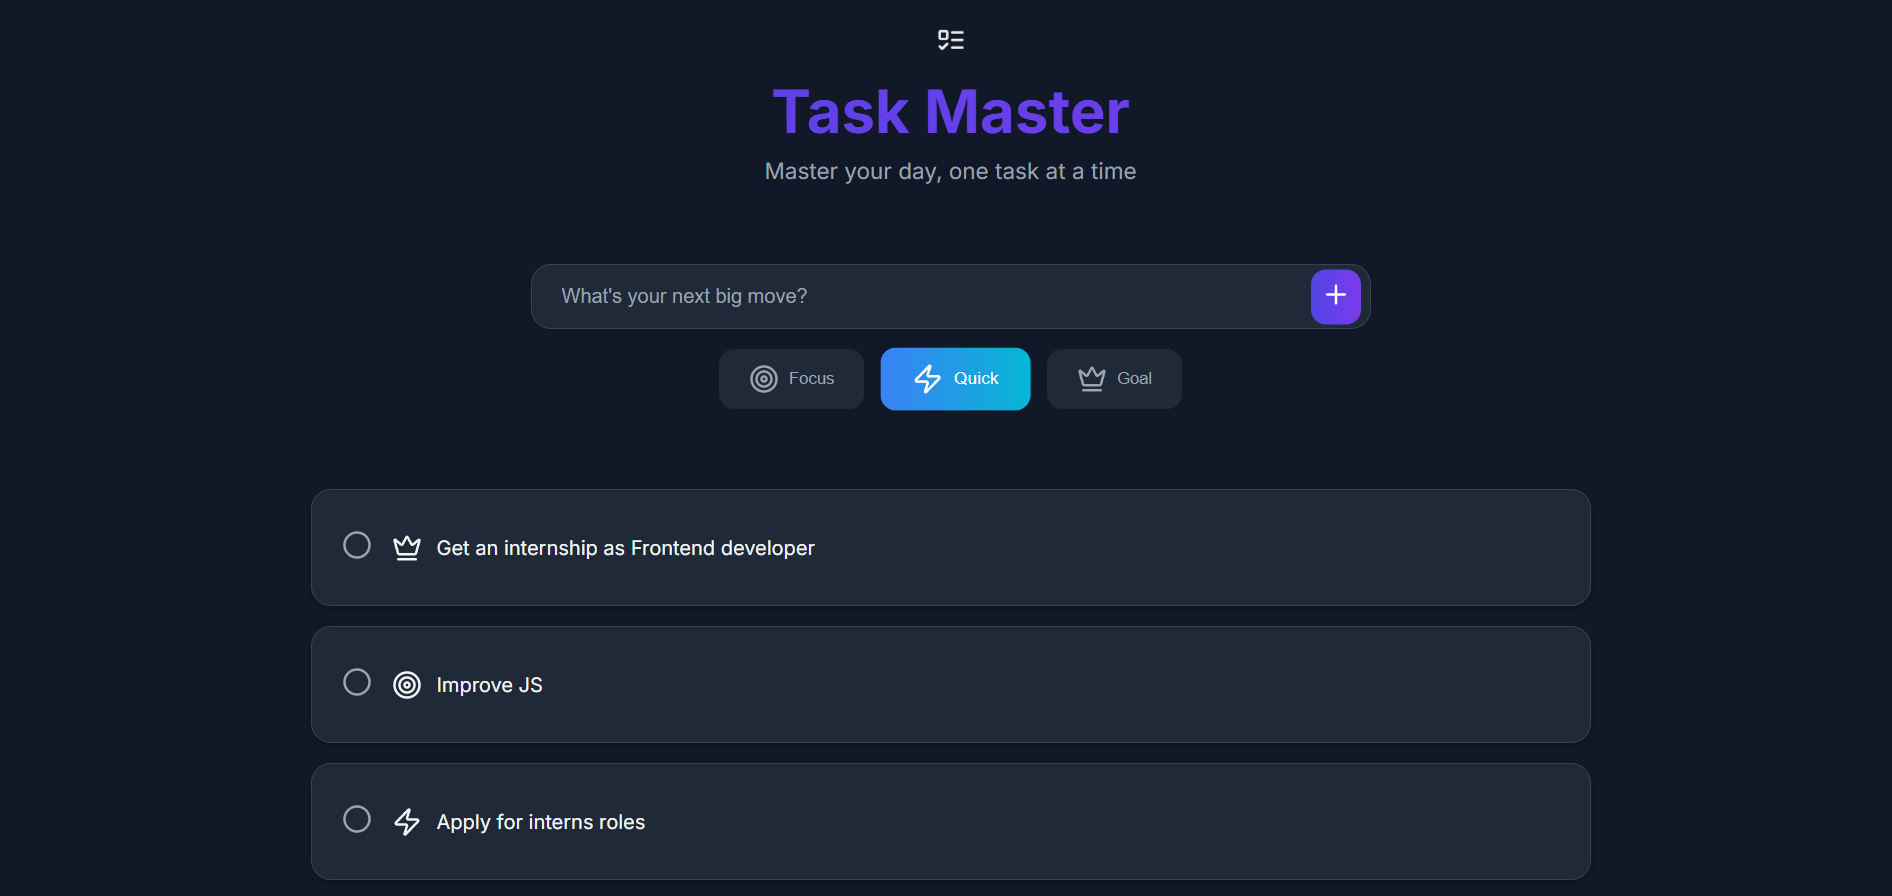 Task Master
Master your day, one task at a time
What's your next big move?
Focus
Quick
Goal
Get an internship as Frontend developer
Improve JS
Apply for interns roles